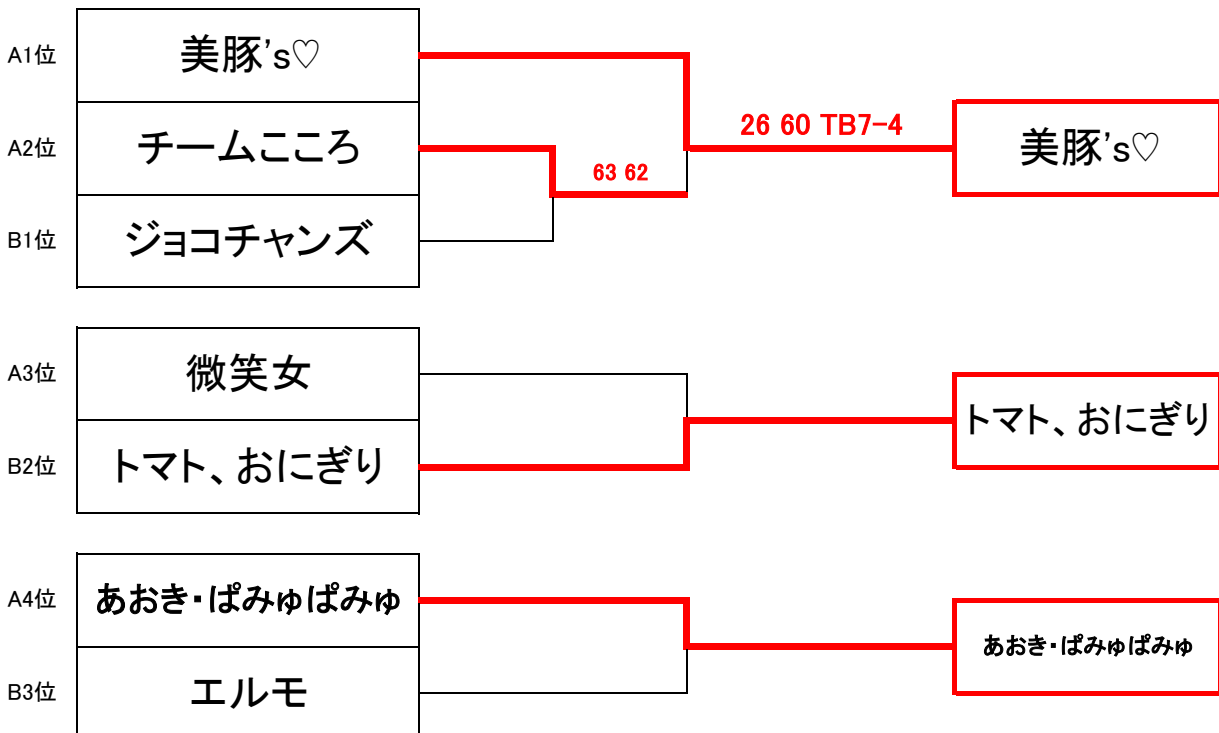 A1位 美豚's♡
26 60 TB7-4
美豚's♡
A2位 チームこころ
63 62
B1位 ジョコチャンズ
A3位 微笑女
トマト、おにぎり
B2位 トマト、おにぎり
A4位 あおき・ぱみゅぱみゅ
あおき・ぱみゅぱみゅ
B3位 エルモ